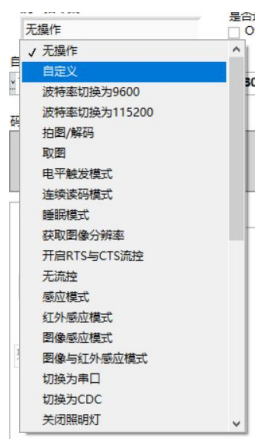 是否
无操作
O
✓ 无操作
自定义
波特率切换为9600
波特率切换为115200
拍图/解码
取图
电平触发模式
连续读码模式
睡眠模式
获取图像分辨率
开启RTS与CTS流控
无流控
感应模式
红外感应模式
图像感应模式
图像与红外感应模式
切换为串口
切换为CDC
关闭照明灯
自
码